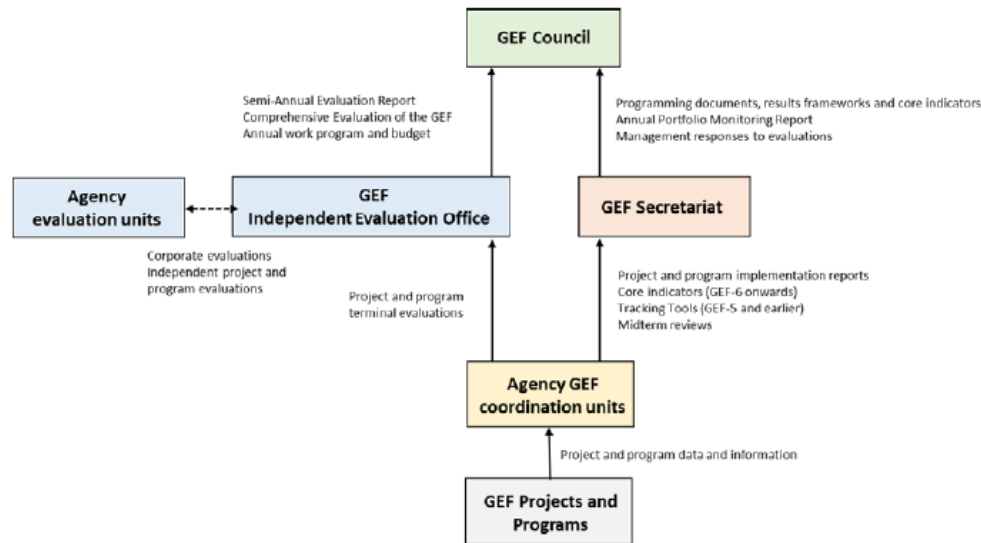 GEF Council
Semi-Annual Evaluation Report
Comprehensive Evaluation of the GEF
Annual work program and budget
Programming documents, results frameworks and core indicators
Annual Portfolio Monitoring Report
Management responses to evaluations
Agency
evaluation units
GEF
Independent Evaluation Office
GEF Secretariat
Corporate evaluations
Independent project and
program evaluations
Project and program
terminal evaluations
Project and program implementation reports
Core indicators (GEF-6 onwards)
Tracking Tools (GEF-5 and earlier)
Midterm reviews
Agency GEF
coordination units
Project and program data and information
GEF Projects and
Programs